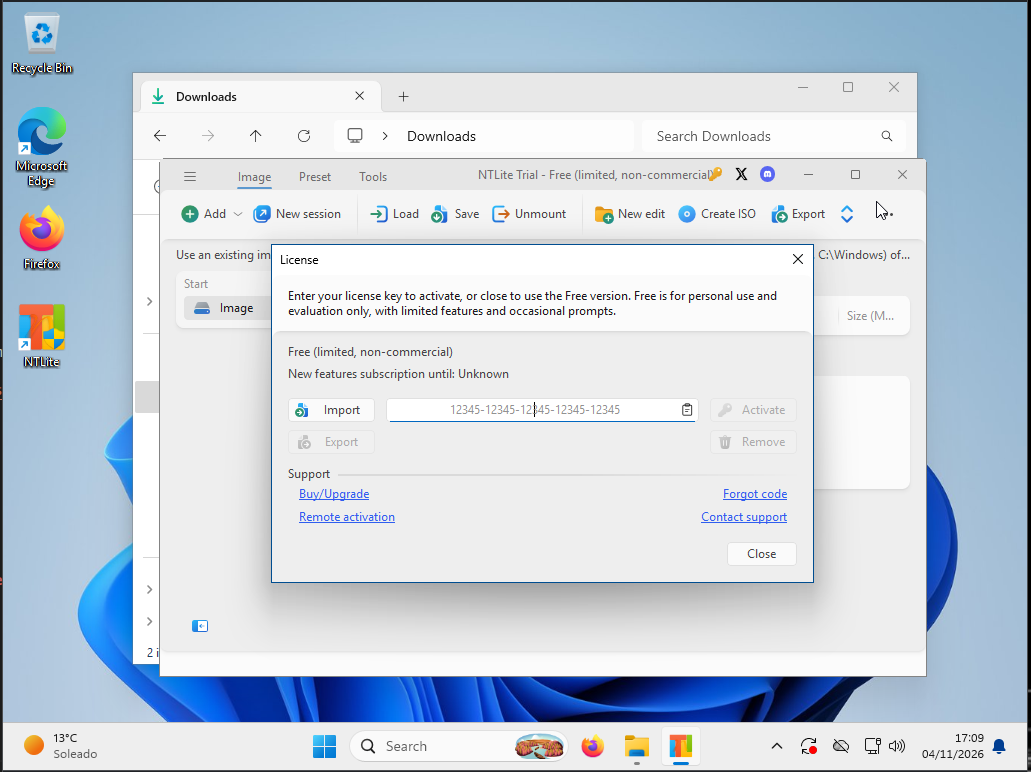 Recycle Bin
Microsoft
Edge
Firefox
NTLite
Downloads
Downloads
Search Downloads
Image
Preset
Tools
NTLite Trial - Free (limited, non-commercial)
Add
New session
Load
Save
Unmount
New edit
Create ISO
Export
Use an existing im
C:\Windows) of...
Start
Image
Size (M...
License
Enter your license key to activate, or close to use the Free version. Free is for personal use and
evaluation only, with limited features and occasional prompts.
Free (limited, non-commercial)
New features subscription until: Unknown
Import
12345-12345-12345-12345-12345
Activate
Export
Remove
Support
Buy/Upgrade
Forgot code
Remote activation
Contact support
Close
2 i
13°C
Soleado
Search
17:09
04/11/2026